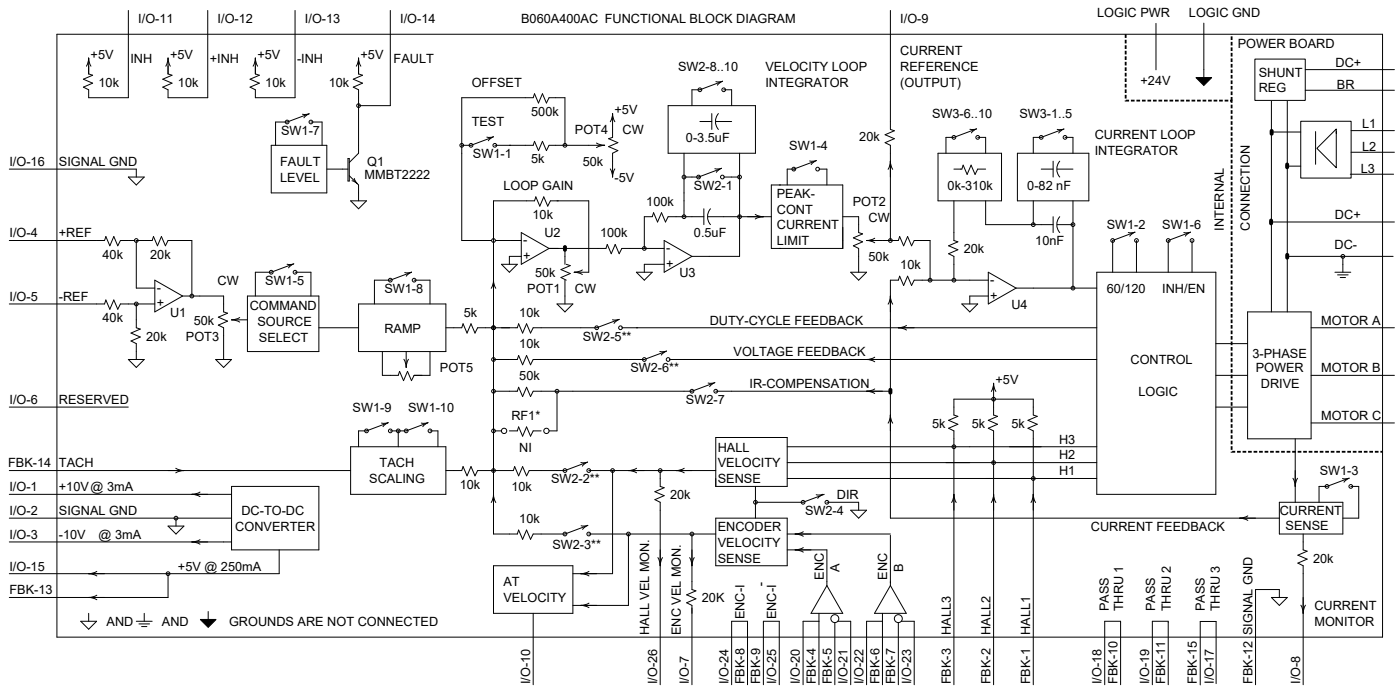 B060A400AC FUNCTIONAL BLOCK DIAGRAM
I/O-11
I/O-12
I/O-13
I/O-14
I/O-9
LOGIC PWR
LOGIC GND
+5V
INH
10k
+5V
+INH
10k
+5V
-INH
10k
+5V
FAULT
10k
SW1-7
FAULT
LEVEL
Q1
MMBT2222
OFFSET
500k
TEST
SW1-1
5k
POT4
+5V
CW
50k
-5V
SW2-8..10
0-3.5uF
SW2-1
0.5uF
VELOCITY LOOP
INTEGRATOR
SW1-4
PEAK-
CONT
CURRENT
LIMIT
CURRENT
REFERENCE
(OUTPUT)
20k
POT2
CW
50k
10k
SW3-6..10
0k-310k
20k
SW3-1..5
0-82 nF
10nF
CURRENT LOOP
INTEGRATOR
U4
+24V
INTERNAL
CONNECTION
POWER BOARD
SHUNT
REG
DC+
BR
L1
L2
L3
DC+
DC-
I/O-16
SIGNAL GND
I/O-4
+REF
40k
20k
I/O-5
-REF
40k
20k
U1
CW
50k
POT3
SW1-5
COMMAND
SOURCE
SELECT
SW1-8
RAMP
POT5
5k
LOOP GAIN
10k
U2
50k
POT1
CW
100k
100k
U3
10k
SW2-5**
DUTY-CYCLE FEEDBACK
10k
SW2-6**
VOLTAGE FEEDBACK
50k
SW2-7
IR-COMPENSATION
RF1*
NI
SW1-2
SW1-6
60/120
INH/EN
CONTROL
LOGIC
3-PHASE
POWER
DRIVE
MOTOR A
MOTOR B
MOTOR C
+5V
5k
5k
5k
H3
H2
H1
I/O-6
RESERVED
FBK-14
TACH
SW1-9
SW1-10
TACH
SCALING
10k
10k
SW2-2**
HALL
VELOCITY
SENSE
20k
SW2-4
DIR
10k
SW2-3**
ENCODER
VELOCITY
SENSE
SW1-3
CURRENT
SENSE
CURRENT FEEDBACK
20k
I/O-1
+10V @ 3mA
I/O-2
SIGNAL GND
I/O-3
-10V @ 3mA
DC-TO-DC
CONVERTER
I/O-15
+5V @ 250mA
FBK-13
AT
VELOCITY
HALL VEL MON.
ENC VEL MON.
20K
ENC-I
ENC-I-
ENC
A
ENC
B
HALL3
HALL2
HALL1
PASS
THRU 1
PASS
THRU 2
PASS
THRU 3
SIGNAL GND
CURRENT
MONITOR
AND AND GROUNDS ARE NOT CONNECTED
I/O-10
I/O-26
I/O-7
I/O-24
FBK-8
FBK-9
I/O-25
I/O-20
FBK-4
FBK-5
I/O-21
I/O-22
FBK-6
FBK-7
I/O-23
FBK-3
FBK-2
FBK-1
I/O-18
FBK-10
I/O-19
FBK-11
FBK-15
I/O-17
FBK-12
I/O-8